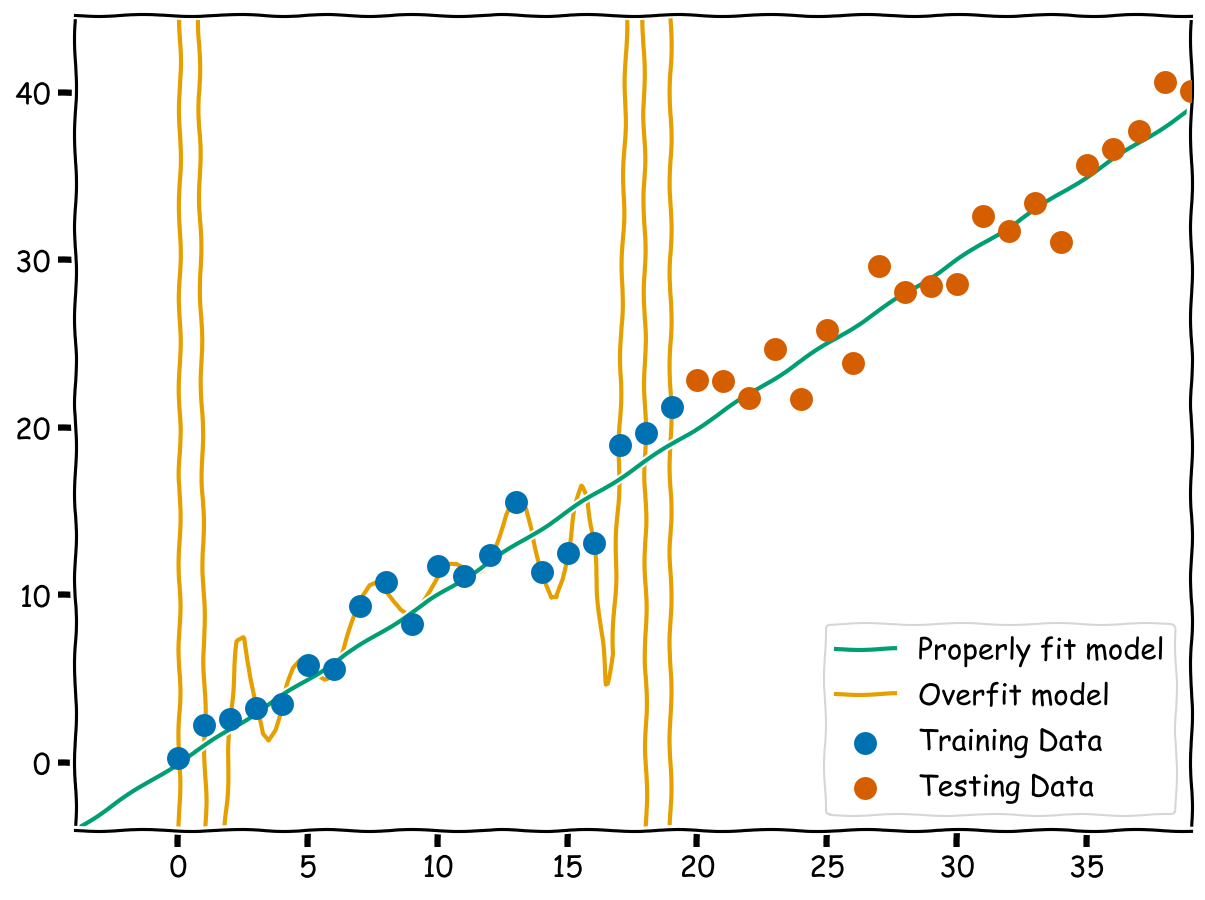 40
30
20
10
0
0 5 10 15 20 25 30 35
Properly fit model
Overfit model
Training Data
Testing Data